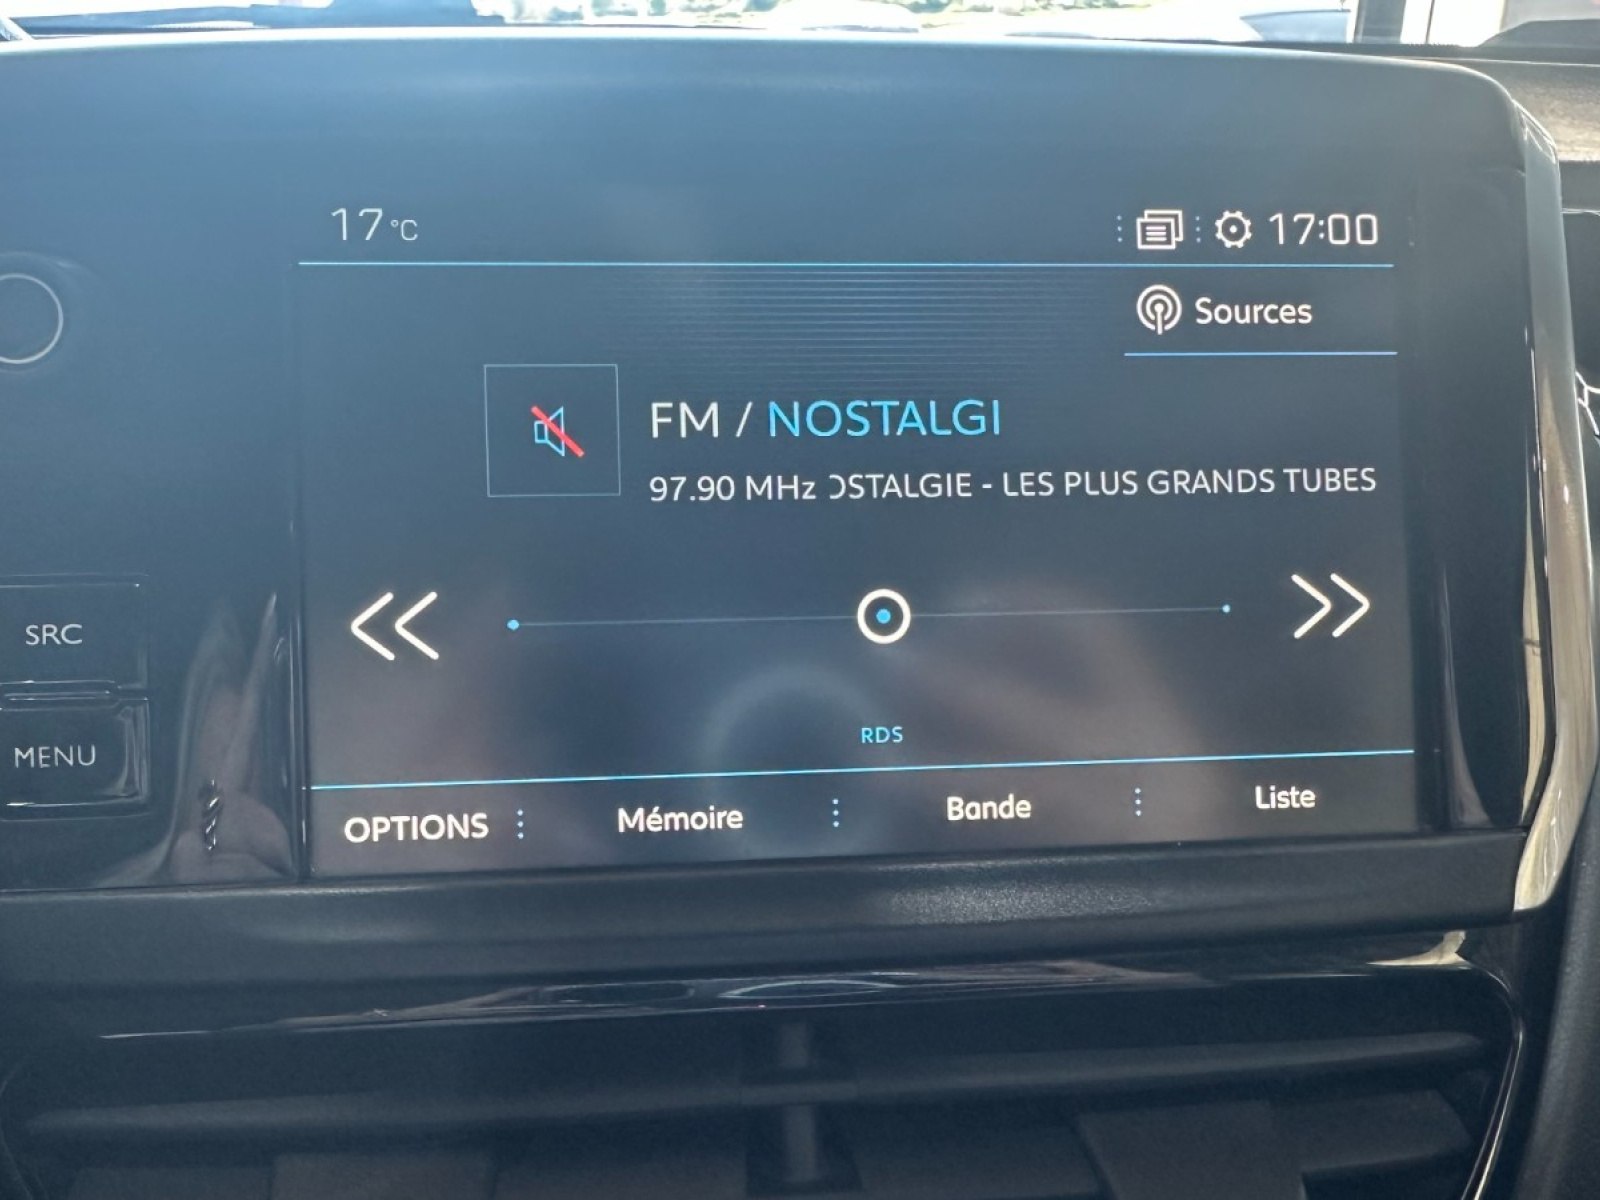 17 °C
17:00
Sources
FM / NOSTALGI
97.90 MHz OSTALGIE - LES PLUS GRANDS TUBES
SRC
MENU
RDS
OPTIONS
Mémoire
Bande
Liste